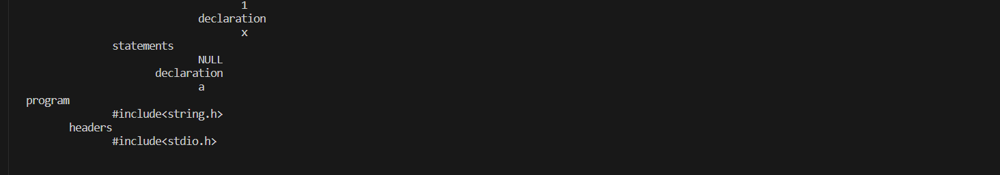 1
declaration
x
statements
NULL
declaration
a
program
#include<string.h>
headers
#include<stdio.h>